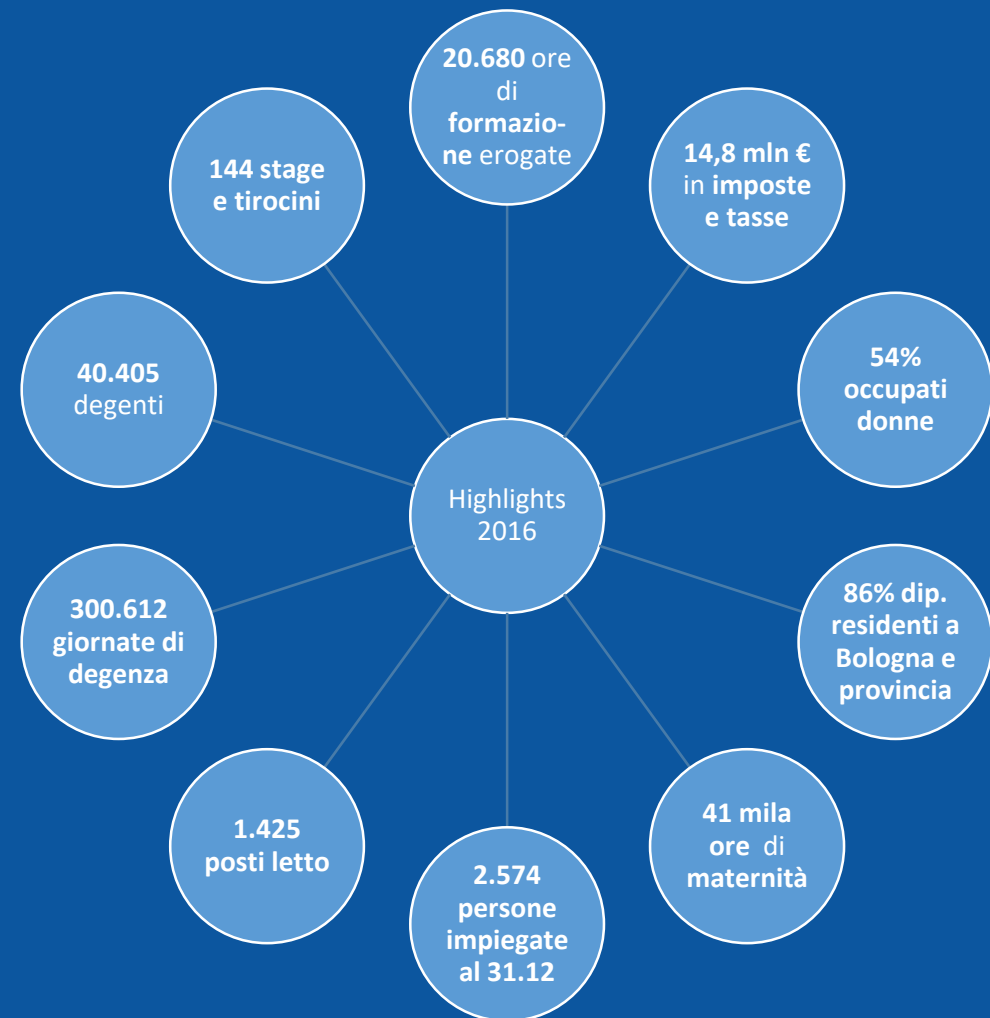 20.680 ore
di
formazio-
ne erogate
14,8 mln €
in imposte
e tasse
54%
occupati
donne
86% dip.
residenti a
Bologna e
provincia
41 mila
ore di
maternità
2.574
persone
impiegate
al 31.12
1.425
posti letto
300.612
giornate di
degenza
40.405
degenti
144 stage
e tirocini
Highlights
2016